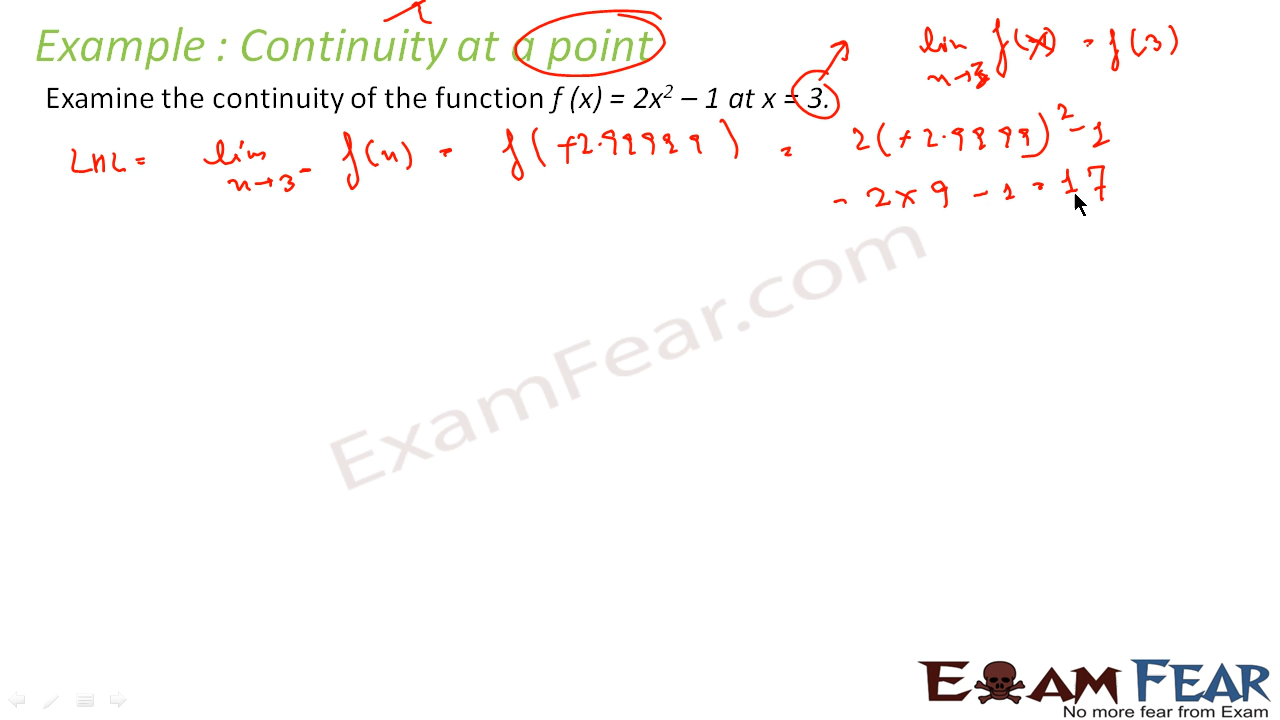 Example : Continuity at a point
lim f(x) = f(3)
x→3
Examine the continuity of the function f (x) = 2x² – 1 at x = 3.
LHL = lim f(x) = f(+2.99999) = 2(+2.9999)² - 1
x→3⁻
= 2 x 9 - 1 = 17
ExamFear.com
EXAM FEAR
No more fear from Exam